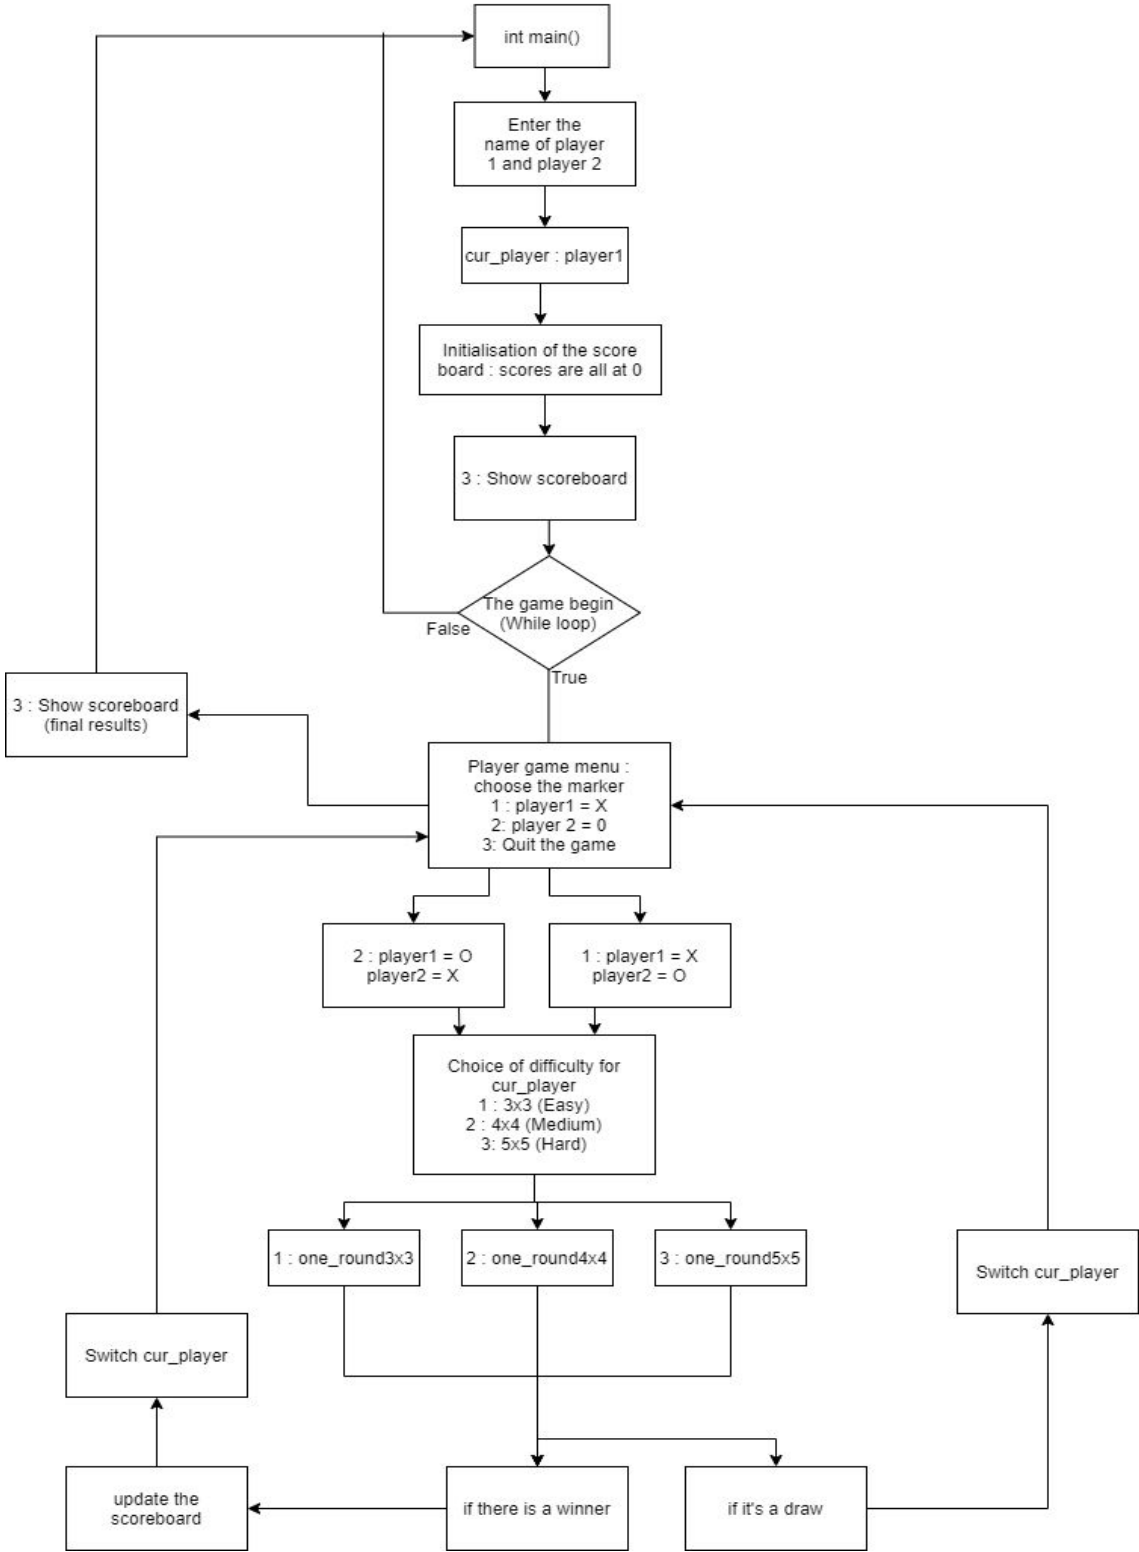 int main()
Enter the
name of player
1 and player 2
cur_player : player1
Initialisation of the score
board : scores are all at 0
3 : Show scoreboard
The game begin
(While loop)
False
True
3 : Show scoreboard
(final results)
Player game menu :
choose the marker
1 : player1 = X
2: player 2 = 0
3: Quit the game
2 : player1 = O
player2 = X
1 : player1 = X
player2 = O
Choice of difficulty for
cur_player
1 : 3x3 (Easy)
2 : 4x4 (Medium)
3: 5x5 (Hard)
1 : one_round3x3
2 : one_round4x4
3 : one_round5x5
Switch cur_player
Switch cur_player
update the
scoreboard
if there is a winner
if it's a draw